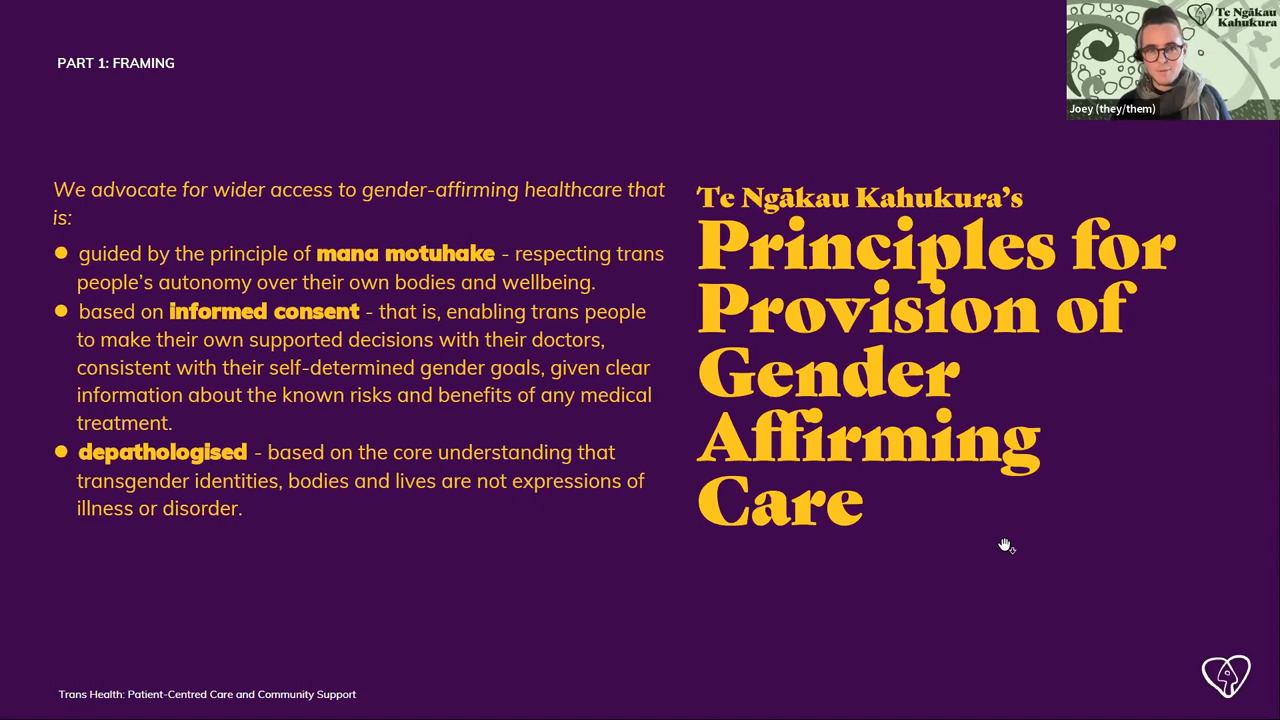 PART 1: FRAMING
Te Ngākau
Kahukura
Joey (they/them)
We advocate for wider access to gender-affirming healthcare that
is:
● guided by the principle of mana motuhake - respecting trans
people's autonomy over their own bodies and wellbeing.
● based on informed consent - that is, enabling trans people
to make their own supported decisions with their doctors,
consistent with their self-determined gender goals, given clear
information about the known risks and benefits of any medical
treatment.
● depathologised - based on the core understanding that
transgender identities, bodies and lives are not expressions of
illness or disorder.
Te Ngākau Kahukura's
Principles for
Provision of
Gender
Affirming
Care
Trans Health: Patient-Centred Care and Community Support